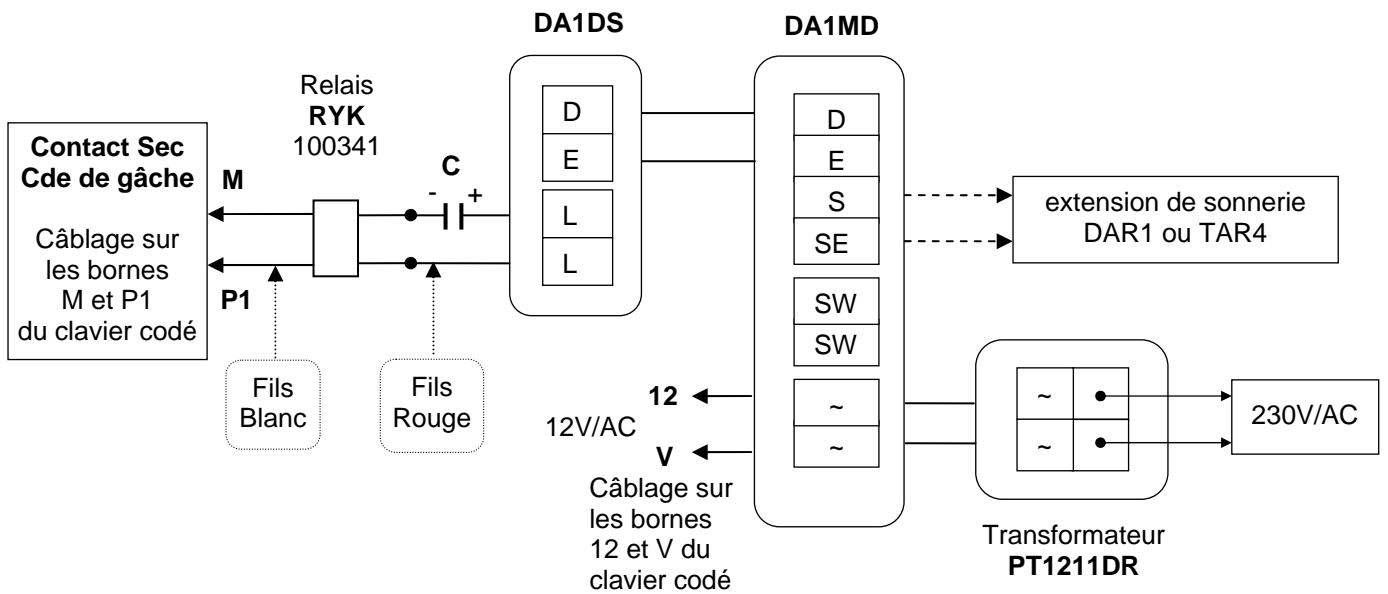 DA1DS
DA1MD
Relais
RYK
100341
Contact Sec
Cde de gâche
Câblage sur
les bornes
M et P1
du clavier codé
M
P1
C
- +
D
E
L
L
D
E
S
SE
SW
SW
~
~
extension de sonnerie
DAR1 ou TAR4
Fils
Blanc
Fils
Rouge
12
12V/AC
V
Câblage sur
les bornes
12 et V du
clavier codé
~
~
230V/AC
Transformateur
PT1211DR